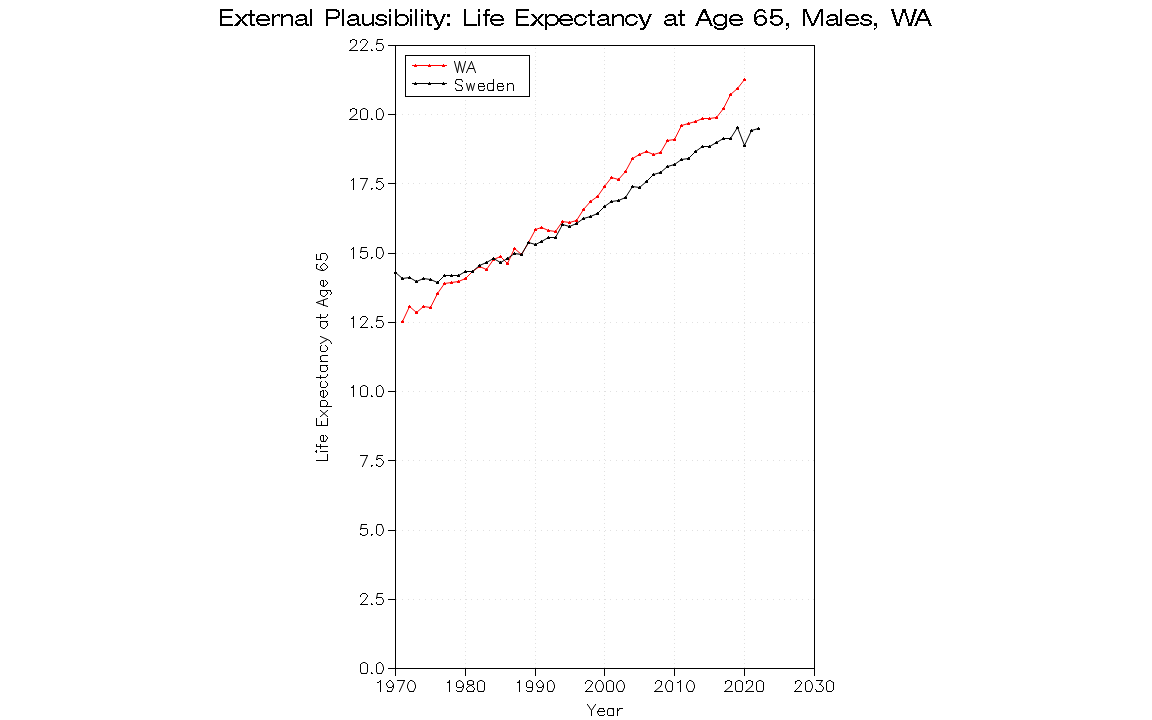 External Plausibility: Life Expectancy at Age 65, Males, WA
22.5
WA
Sweden
20.0
17.5
15.0
12.5
10.0
7.5
5.0
2.5
0.0
Life Expectancy at Age 65
1970 1980 1990 2000 2010 2020 2030
Year